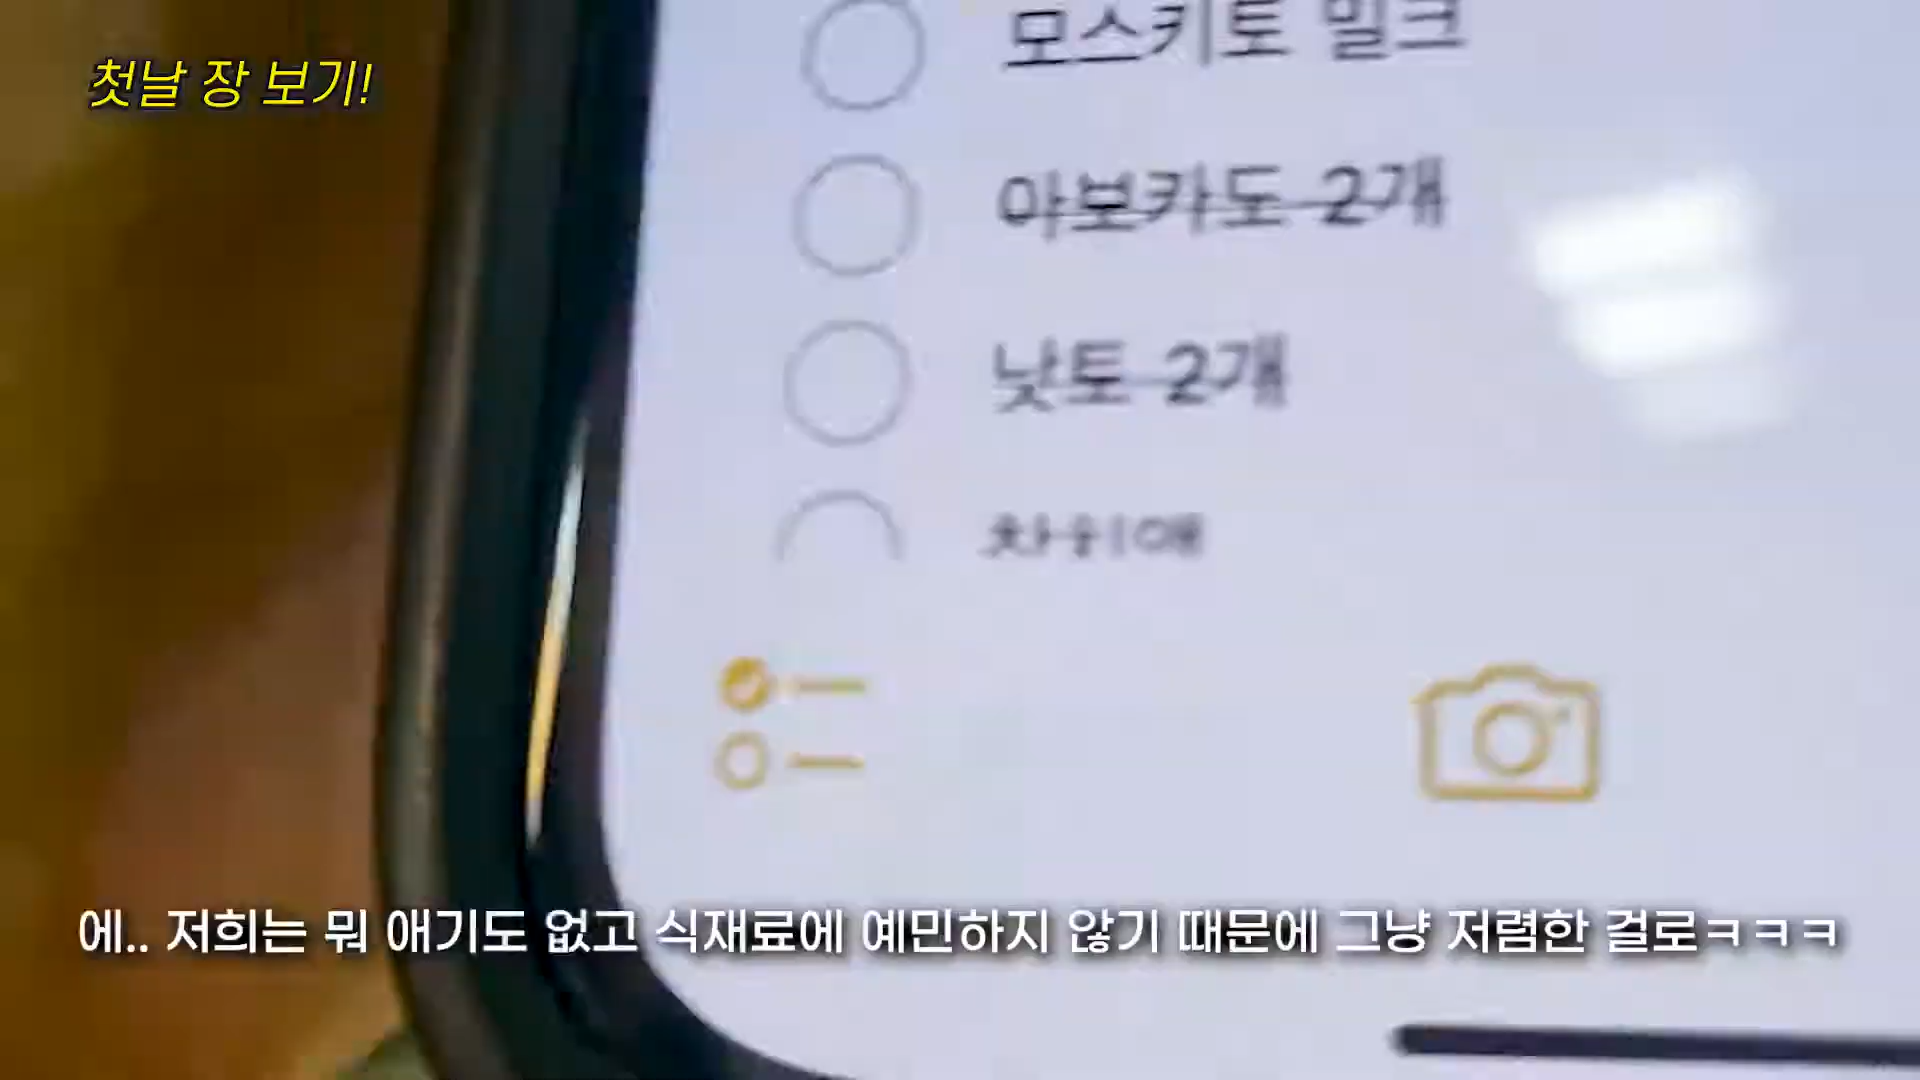 첫날 장 보기!
모스키토 밀크
아보카도 2개
낫토 2개
에.. 저희는 뭐 애기도 없고 식재료에 예민하지 않기 때문에 그냥 저렴한 걸로ㅋㅋㅋ